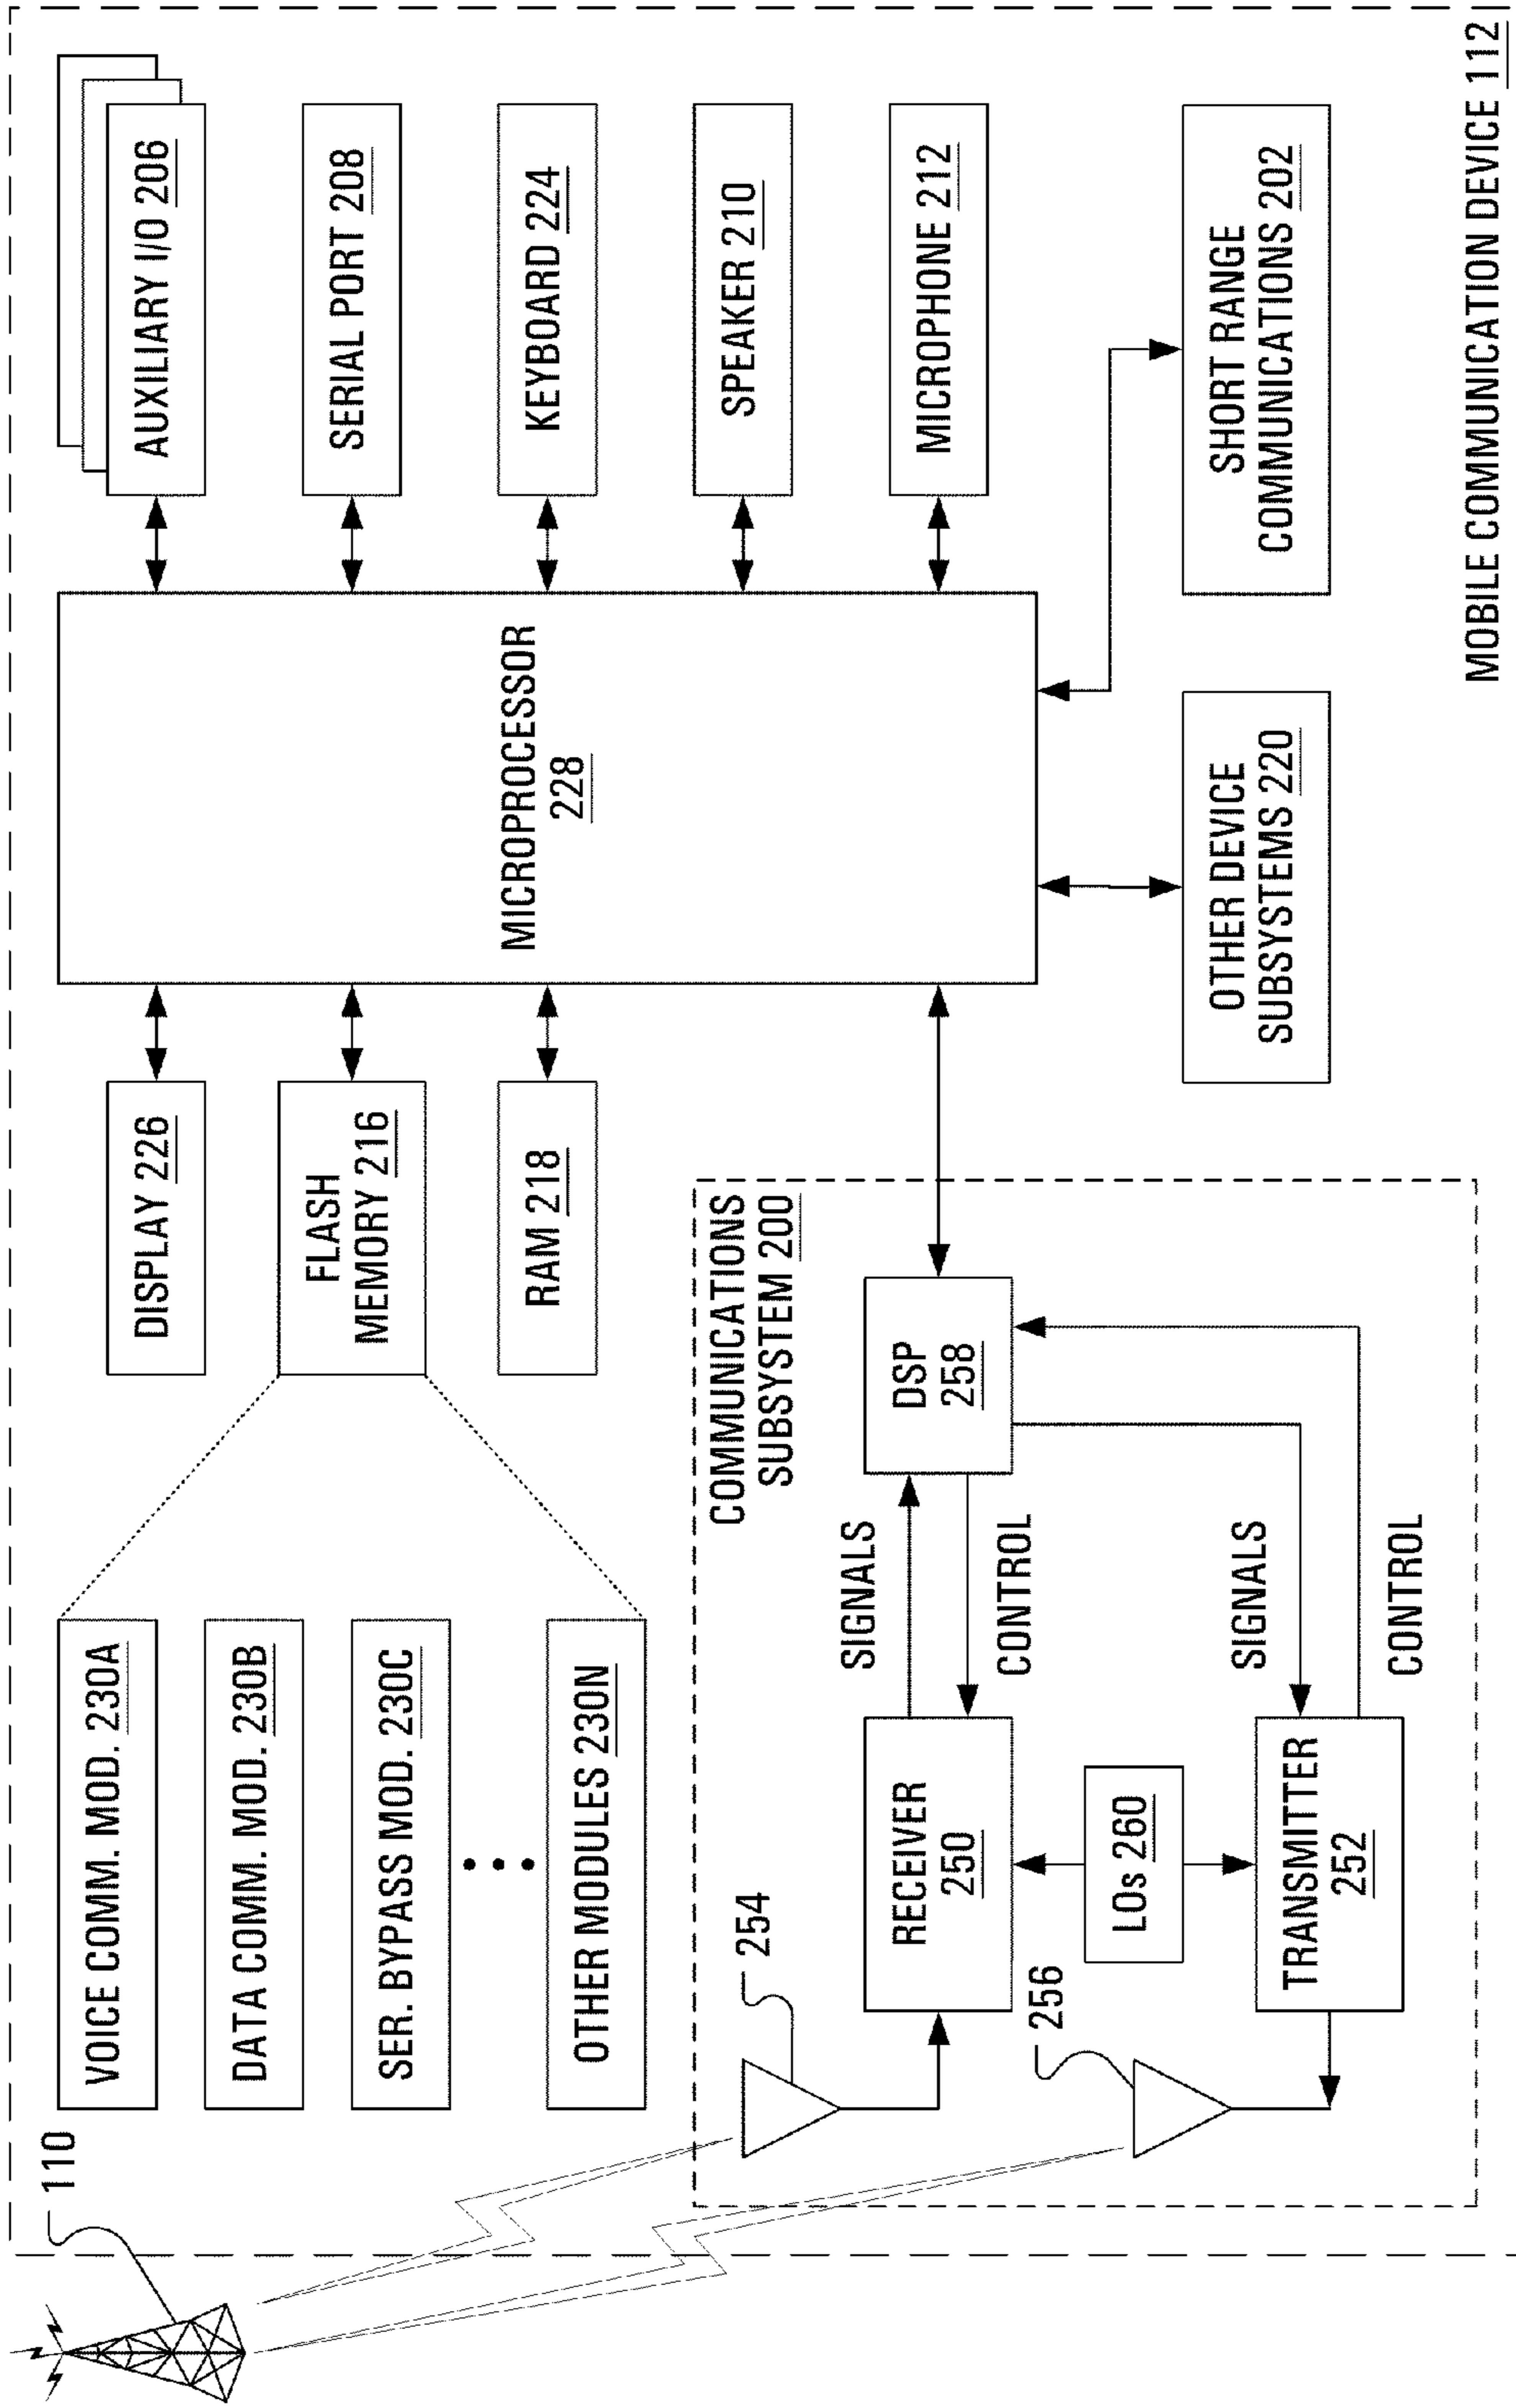 110
VOICE COMM. MOD. 230A
DATA COMM. MOD. 230B
SER. BYPASS MOD. 230C
OTHER MODULES 230N
DISPLAY 226
FLASH
MEMORY 216
RAM 218
MICROPROCESSOR
228
AUXILIARY I/O 206
SERIAL PORT 208
KEYBOARD 224
SPEAKER 210
MICROPHONE 212
SHORT RANGE
COMMUNICATIONS 202
OTHER DEVICE
SUBSYSTEMS 220
COMMUNICATIONS
SUBSYSTEM 200
254
RECEIVER
250
SIGNALS
CONTROL
DSP
258
256
LOs 260
TRANSMITTER
252
SIGNALS
CONTROL
MOBILE COMMUNICATION DEVICE 112